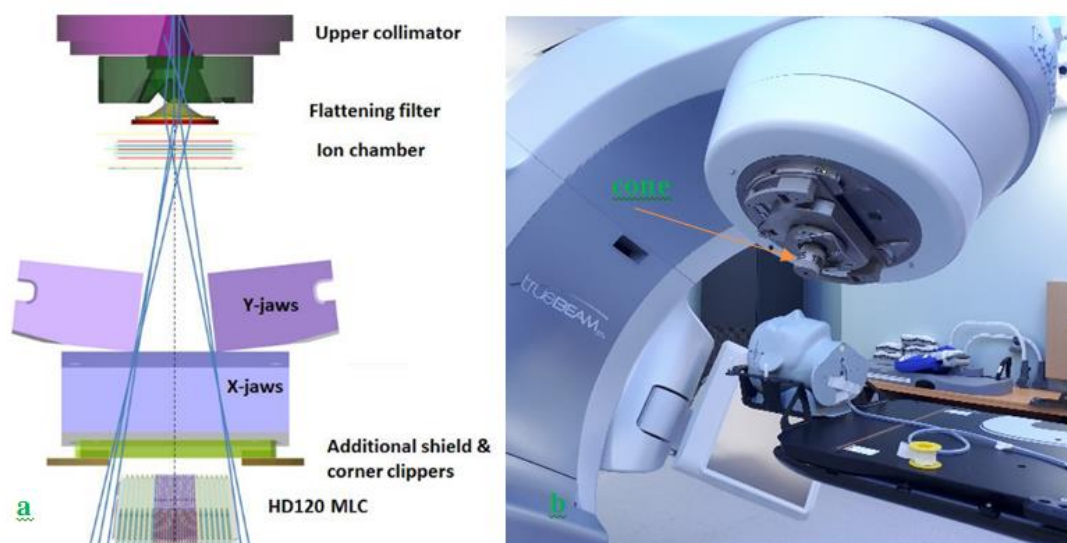 Upper collimator
Flattening filter
Ion chamber
Y-jaws
X-jaws
Additional shield &
corner clippers
HD120 MLC
a
cone
trueBEAM
b